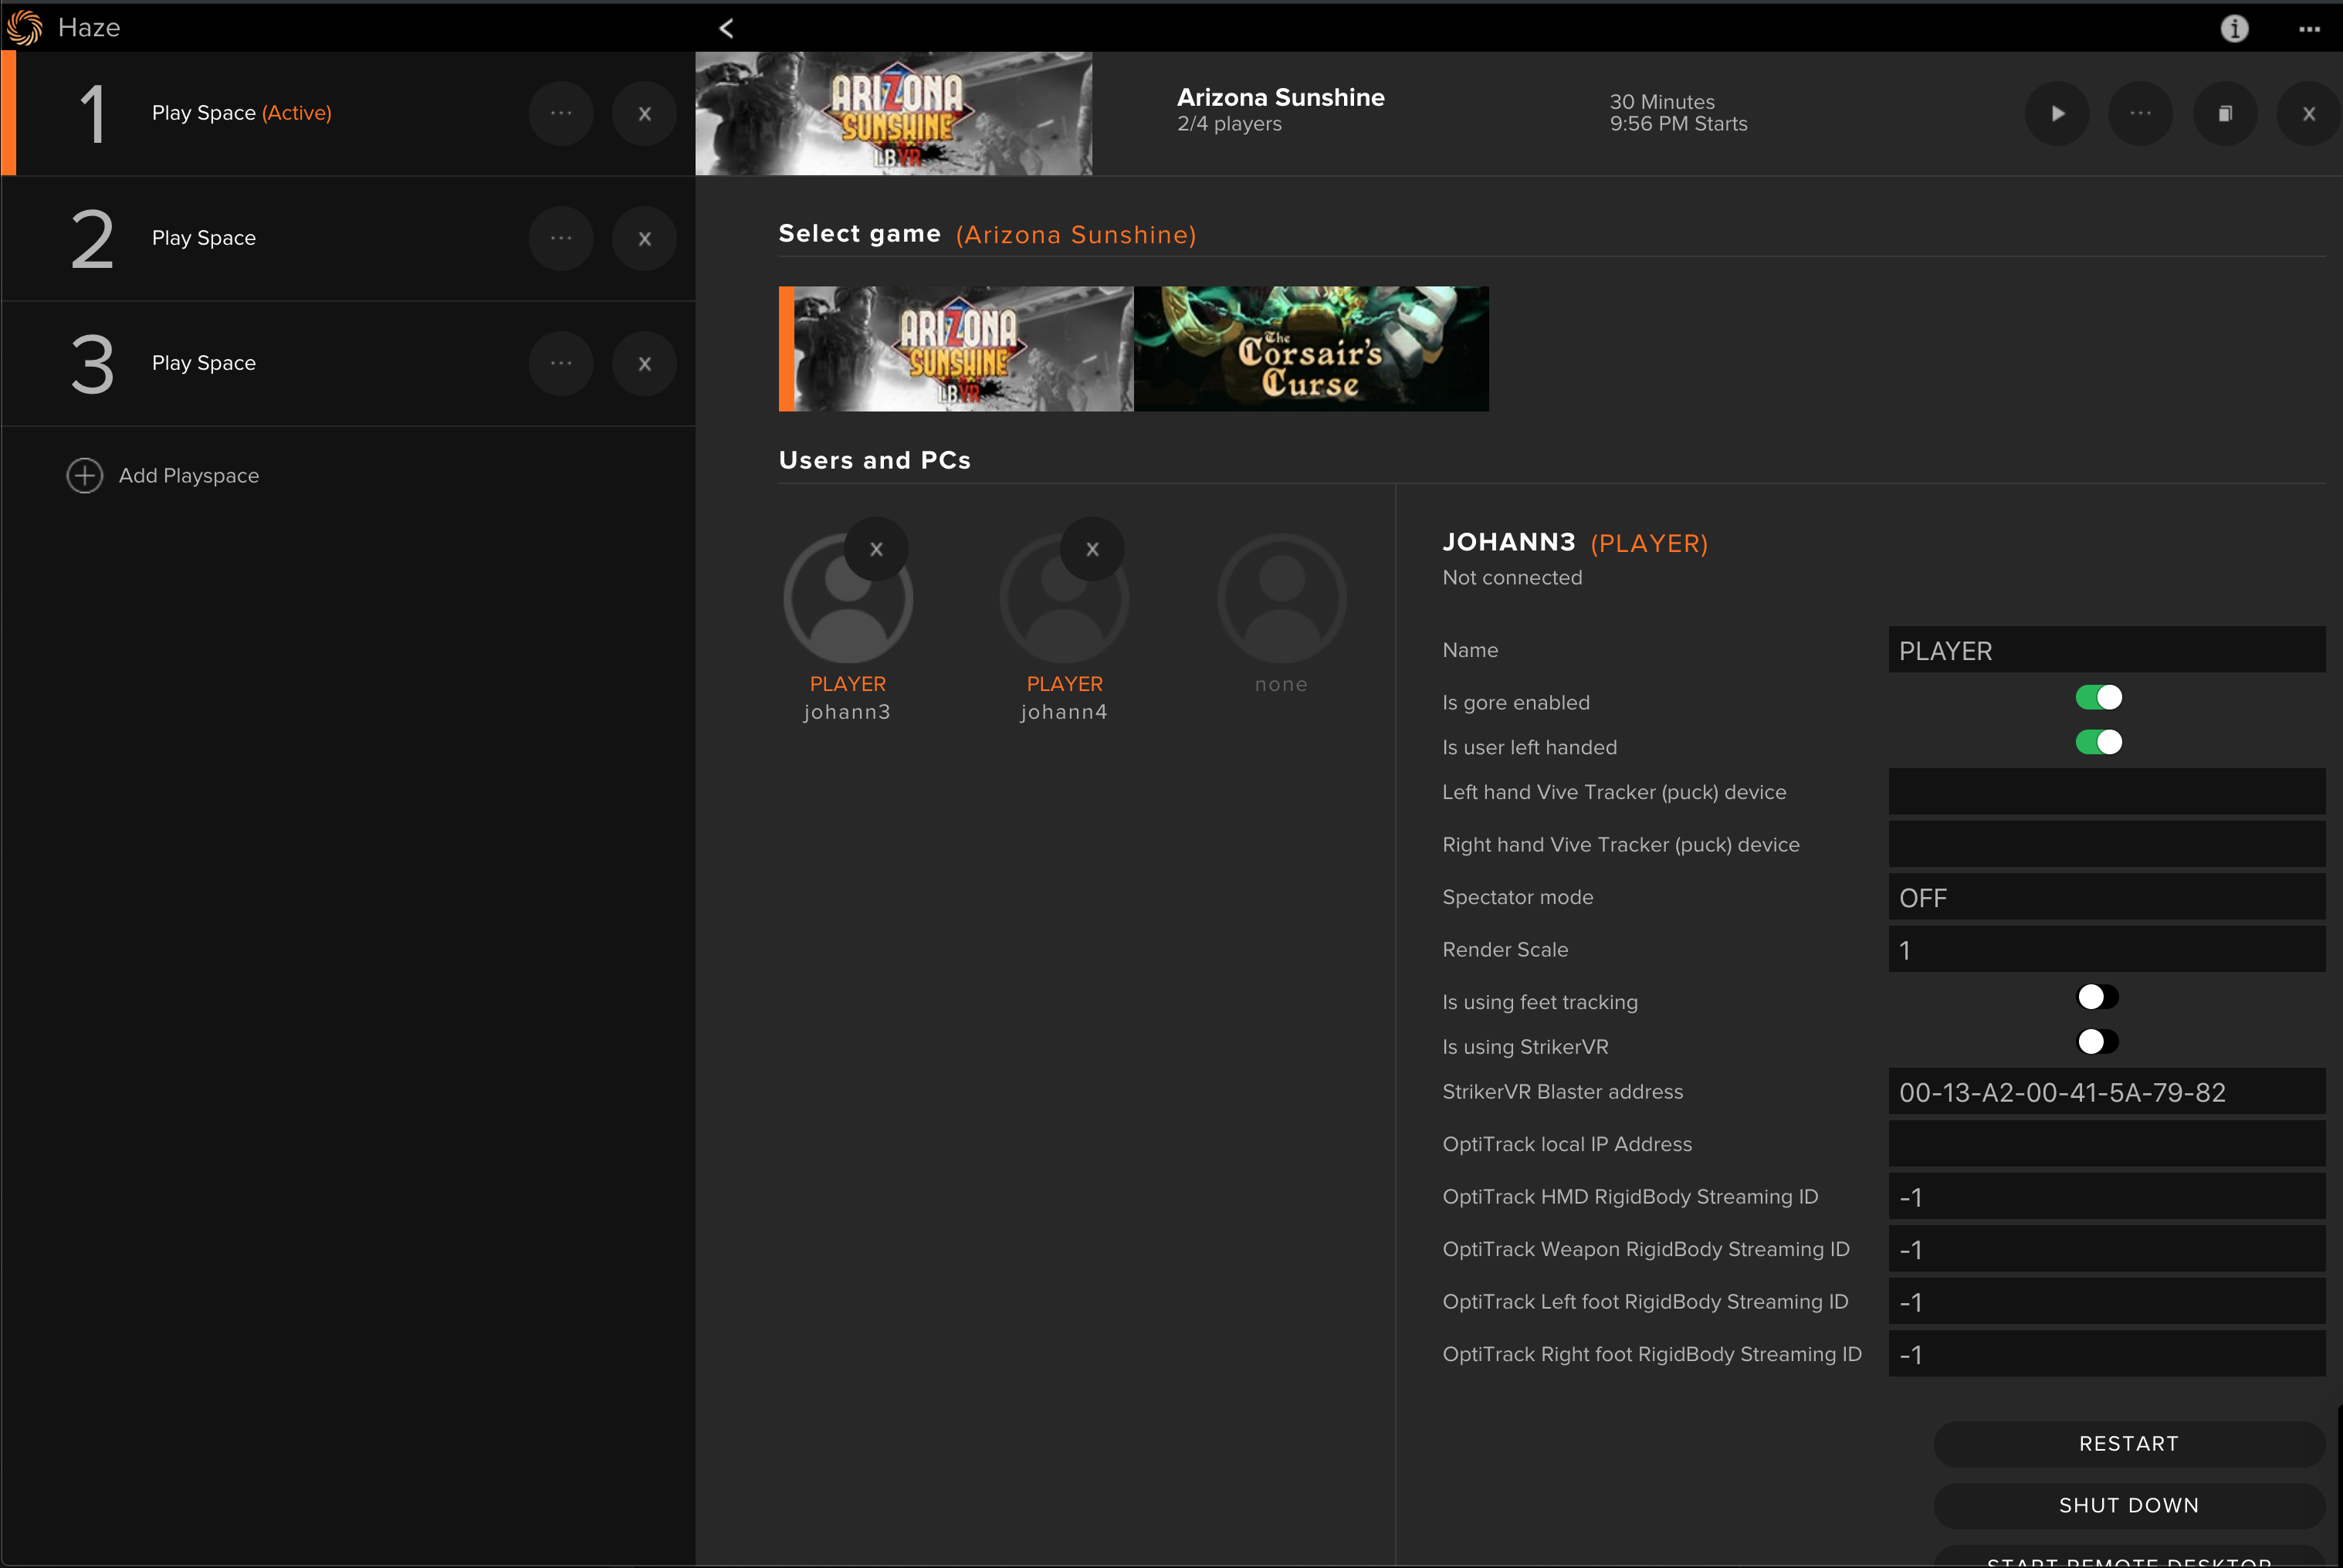 Haze
1
Play Space (Active)
...
x
2
Play Space
...
x
3
Play Space
...
x
Add Playspace
<
i
...
ARIZONA
SUNSHINE
LBVR
Arizona Sunshine
2/4 players
30 Minutes
9:56 PM Starts
...
x
Select game (Arizona Sunshine)
ARIZONA
SUNSHINE
LBVR
The
Corsair's
Curse
Users and PCs
x
PLAYER
johann3
x
PLAYER
johann4
none
JOHANN3 (PLAYER)
Not connected
Name PLAYER
Is gore enabled
Is user left handed
Left hand Vive Tracker (puck) device
Right hand Vive Tracker (puck) device
Spectator mode OFF
Render Scale 1
Is using feet tracking
Is using StrikerVR
StrikerVR Blaster address 00-13-A2-00-41-5A-79-82
OptiTrack local IP Address
OptiTrack HMD RigidBody Streaming ID -1
OptiTrack Weapon RigidBody Streaming ID -1
OptiTrack Left foot RigidBody Streaming ID -1
OptiTrack Right foot RigidBody Streaming ID -1
RESTART
SHUT DOWN
START REMOTE DESKTOP